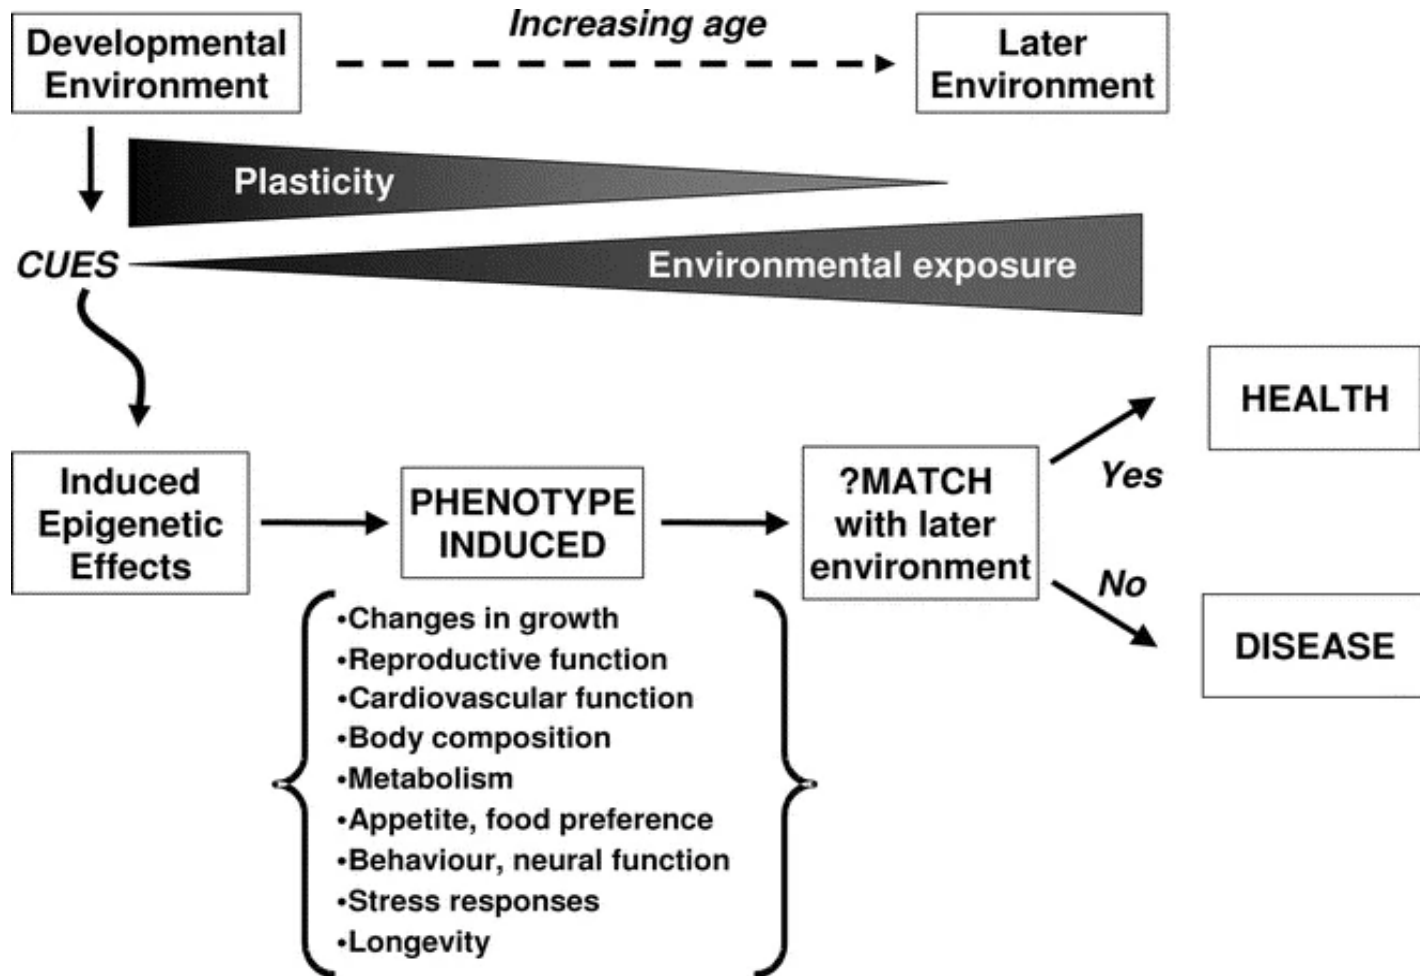 Increasing age
Developmental
Environment
Later
Environment
Plasticity
CUES
Environmental exposure
HEALTH
Yes
Induced
Epigenetic
Effects
PHENOTYPE
INDUCED
?MATCH
with later
environment
No
DISEASE
•Changes in growth
•Reproductive function
•Cardiovascular function
•Body composition
•Metabolism
•Appetite, food preference
•Behaviour, neural function
•Stress responses
•Longevity